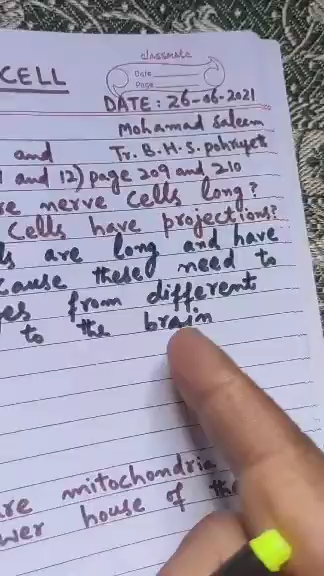 classmate
Date
Page
CELL
DATE: 26-06-2021
Mohamad Saleem
and Tr. B.H.S. pohrupet
and 12) page 209 and 210
nerve cells long?
Cells have projections?
are long and have
these need to
from different
to the brain
are mitochondria
house of the